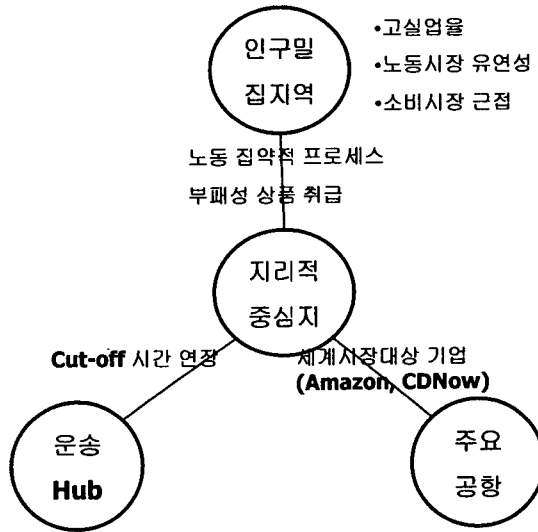 인구밀
집지역
•고실업율
•노동시장 유연성
•소비시장 근접
노동 집약적 프로세스
부패성 상품 취급
지리적
중심지
Cut-off 시간 연장
세계시장대상 기업
(Amazon, CDNow)
운송
Hub
주요
공항